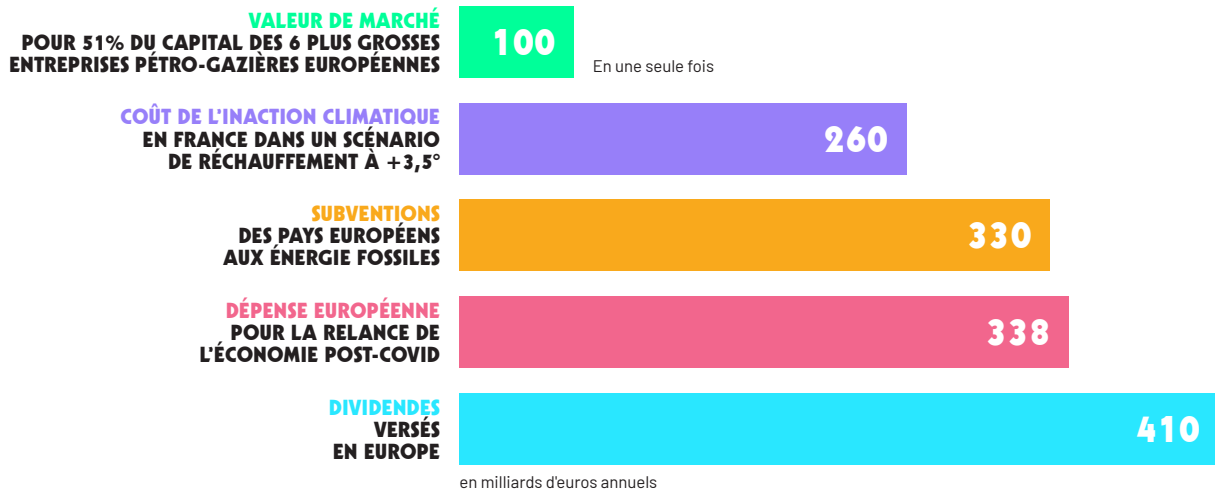 VALEUR DE MARCHÉ
POUR 51% DU CAPITAL DES 6 PLUS GROSSES
ENTREPRISES PÉTRO-GAZIÈRES EUROPÉENNES
100
En une seule fois
COÛT DE L'INACTION CLIMATIQUE
EN FRANCE DANS UN SCÉNARIO
DE RÉCHAUFFEMENT À +3,5°
260
SUBVENTIONS
DES PAYS EUROPÉENS
AUX ÉNERGIE FOSSILES
330
DÉPENSE EUROPÉENNE
POUR LA RELANCE DE
L'ÉCONOMIE POST-COVID
338
DIVIDENDES
VERSÉS
EN EUROPE
410
en milliards d'euros annuels